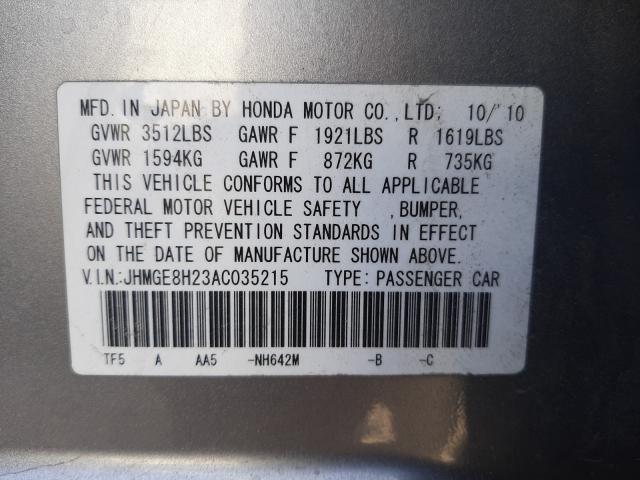 MFD. IN JAPAN BY HONDA MOTOR CO.,LTD; 10/'10
GVWR 3512LBS GAWR F 1921LBS R 1619LBS
GVWR 1594KG GAWR F 872KG R 735KG
THIS VEHICLE CONFORMS TO ALL APPLICABLE
FEDERAL MOTOR VEHICLE SAFETY ,BUMPER,
AND THEFT PREVENTION STANDARDS IN EFFECT
ON THE DATE OF MANUFACTURE SHOWN ABOVE.
V.I.N.:JHMGE8H23AC035215 TYPE: PASSENGER CAR
TF5 A AA5 -NH642M -B -C